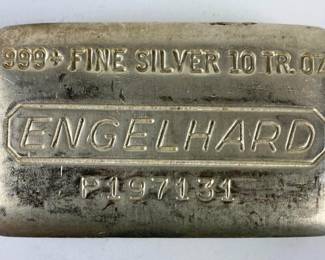 999+ FINE SILVER 10 TR. OZ
ENGELHARD
P197131